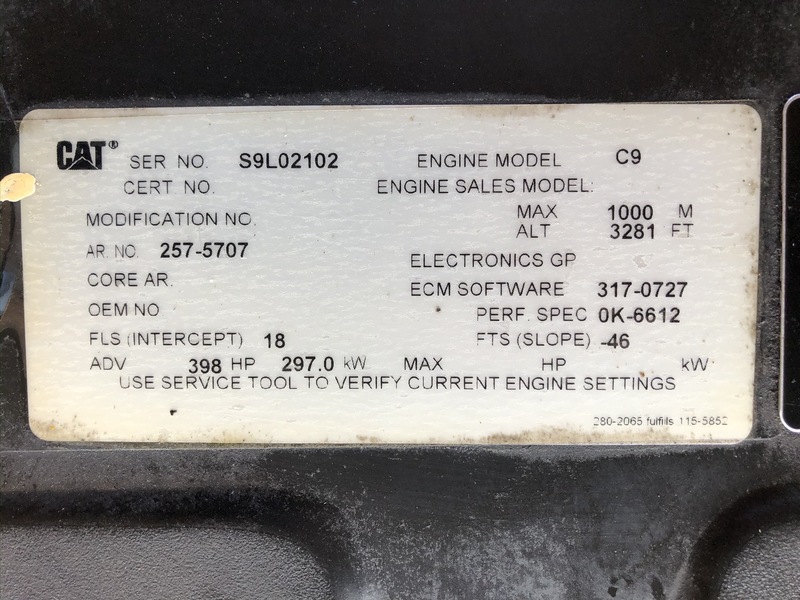 CAT® SER NO. S9L02102 ENGINE MODEL C9
CERT NO. ENGINE SALES MODEL:
MODIFICATION NO. MAX 1000 M
ALT 3281 FT
AR. NO. 257-5707
ELECTRONICS GP
CORE AR.
ECM SOFTWARE 317-0727
OEM NO PERF. SPEC 0K-6612
FLS (INTERCEPT) 18 FTS (SLOPE) -46
ADV 398 HP 297.0 kW MAX HP kW
USE SERVICE TOOL TO VERIFY CURRENT ENGINE SETTINGS
280-2065 fulfills 115-5852